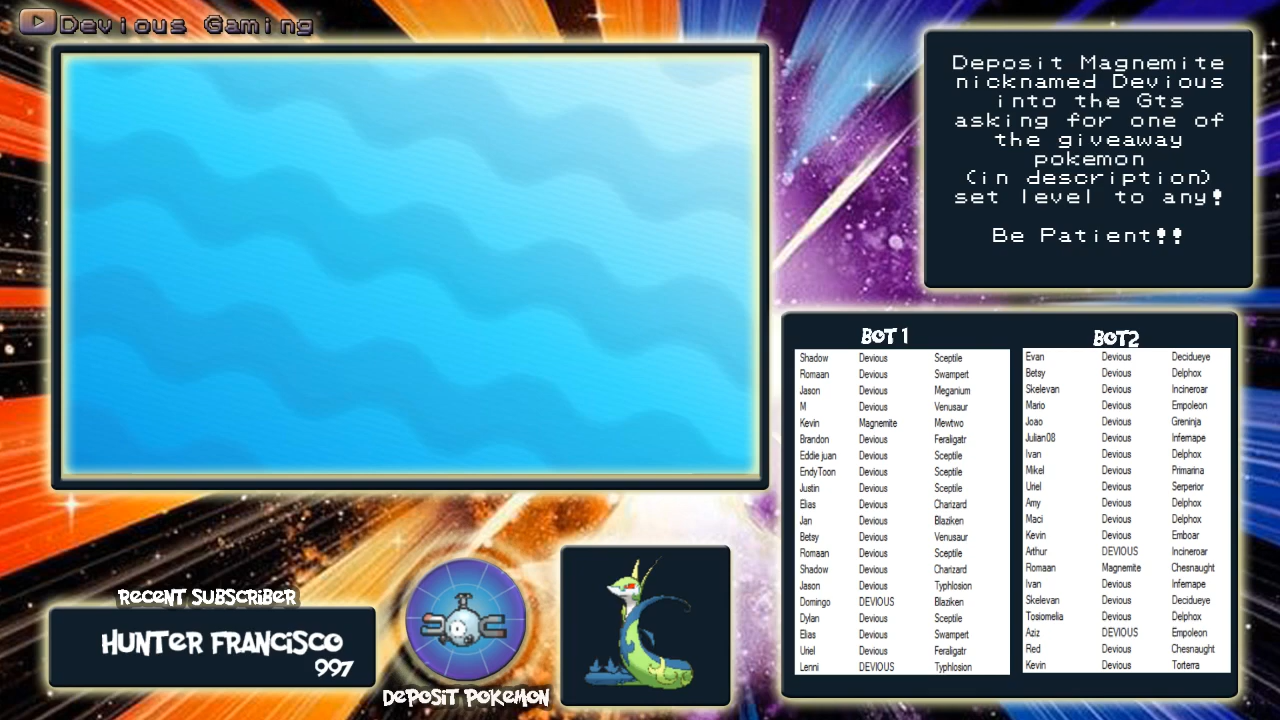 Devious Gaming
Deposit Magnemite
nicknamed Devious
into the Gts
asking for one of
the giveaway
pokemon
(in description)
set level to any!
Be Patient!!
BOT 1
Shadow Devious Sceptile
Romaan Devious Swampert
Jason Devious Meganium
M Devious Venusaur
Kevin Magnemite Mewtwo
Brandon Devious Feraligatr
Eddie juan Devious Sceptile
EndyToon Devious Sceptile
Justin Devious Sceptile
Elias Devious Charizard
Jan Devious Blaziken
Betsy Devious Venusaur
Romaan Devious Sceptile
Shadow Devious Charizard
Jason Devious Typhlosion
Domingo DEVIOUS Blaziken
Dylan Devious Sceptile
Elias Devious Swampert
Uriel Devious Feraligatr
Lenni DEVIOUS Typhlosion
BOT2
Evan Devious Decidueye
Betsy Devious Delphox
Skelevan Devious Incineroar
Mario Devious Empoleon
Joao Devious Greninja
Julian08 Devious Infernape
Ivan Devious Delphox
Mikel Devious Primarina
Uriel Devious Serperior
Amy Devious Delphox
Maci Devious Delphox
Kevin Devious Emboar
Arthur DEVIOUS Incineroar
Romaan Magnemite Chesnaught
Ivan Devious Infernape
Skelevan Devious Decidueye
Tosiomelia Devious Delphox
Aziz DEVIOUS Empoleon
Red Devious Chesnaught
Kevin Devious Torterra
RECENT SUBSCRIBER
HUNTER FRANCISCO
997
DEPOSIT POKEMON